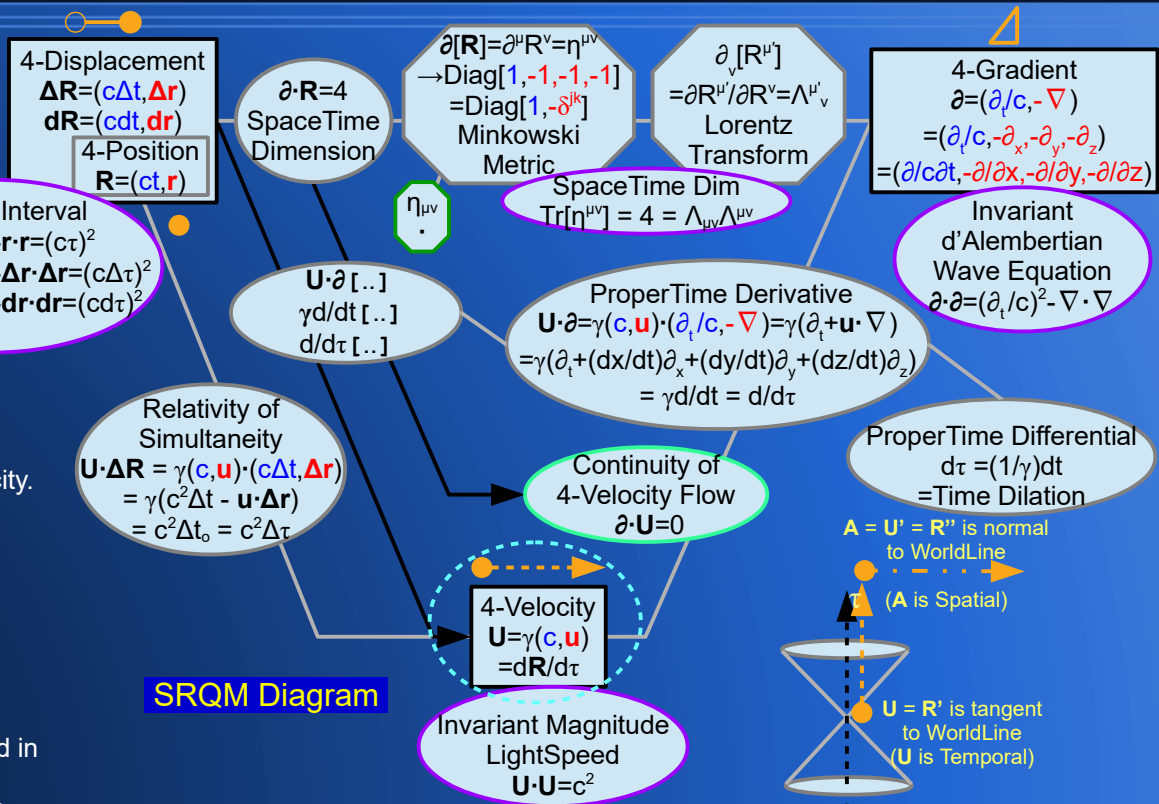 4-Displacement
ΔR=(cΔt,Δr)
dR=(cdt,dr)
4-Position
R=(ct,r)
Interval
r·r=(cτ)²
Δr·Δr=(cΔτ)²
dr·dr=(cdτ)²
∂·R=4
SpaceTime
Dimension
∂[R]=∂^μR^ν=η^μν
→Diag[1,-1,-1,-1]
=Diag[1,-δ^jk]
Minkowski
Metric
∂_ν[R^μ']
=∂R^μ'/∂R^ν=Λ^μ'_ν
Lorentz
Transform
4-Gradient
∂=(∂_t/c,-∇)
=(∂_t/c,-∂_x,-∂_y,-∂_z)
=(∂/c∂t,-∂/∂x,-∂/∂y,-∂/∂z)
η_μν
·
SpaceTime Dim
Tr[η^μν] = 4 = Λ_μνΛ^μν
Invariant
d'Alembertian
Wave Equation
∂·∂=(∂_t/c)²-∇·∇
U·∂[..]
γd/dt[..]
d/dτ[..]
ProperTime Derivative
U·∂=γ(c,u)·(∂_t/c,-∇)=γ(∂_t+u·∇)
=γ(∂_t+(dx/dt)∂_x+(dy/dt)∂_y+(dz/dt)∂_z)
= γd/dt = d/dτ
Relativity of
Simultaneity
U·ΔR = γ(c,u)·(cΔt,Δr)
= γ(c²Δt - u·Δr)
= c²Δt_o = c²Δτ
city.
Continuity of
4-Velocity Flow
∂·U=0
ProperTime Differential
dτ =(1/γ)dt
=Time Dilation
4-Velocity
U=γ(c,u)
=dR/dτ
SRQM Diagram
Invariant Magnitude
LightSpeed
U·U=c²
d in
A = U' = R'' is normal
to WorldLine
τ
(A is Spatial)
U = R' is tangent
to WorldLine
(U is Temporal)